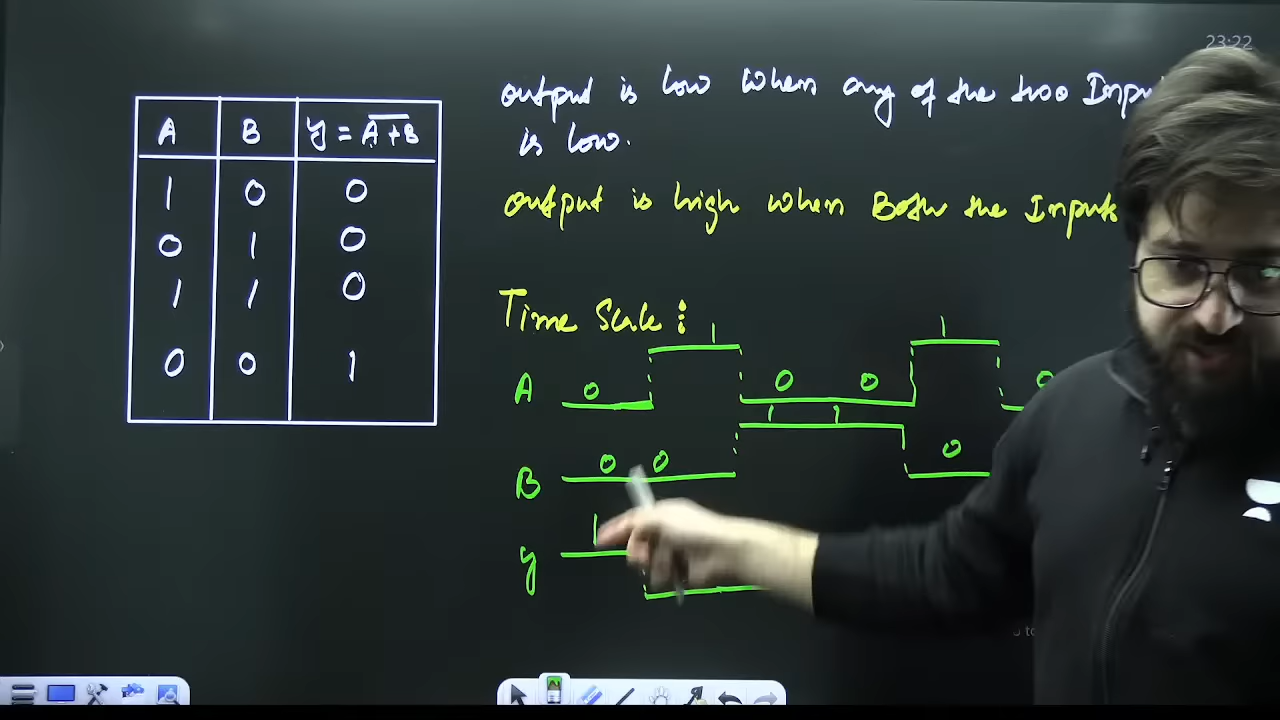 23:22
output is low when any of the two Inpu
is low.
output is high when Both the Inputs
A B y = \overline{A+B}
1 0 0
0 1 0
1 1 0
0 0 1
Time Scale :
1 1
A 0 0 0 0
1 1
B 0 0 0
1
y